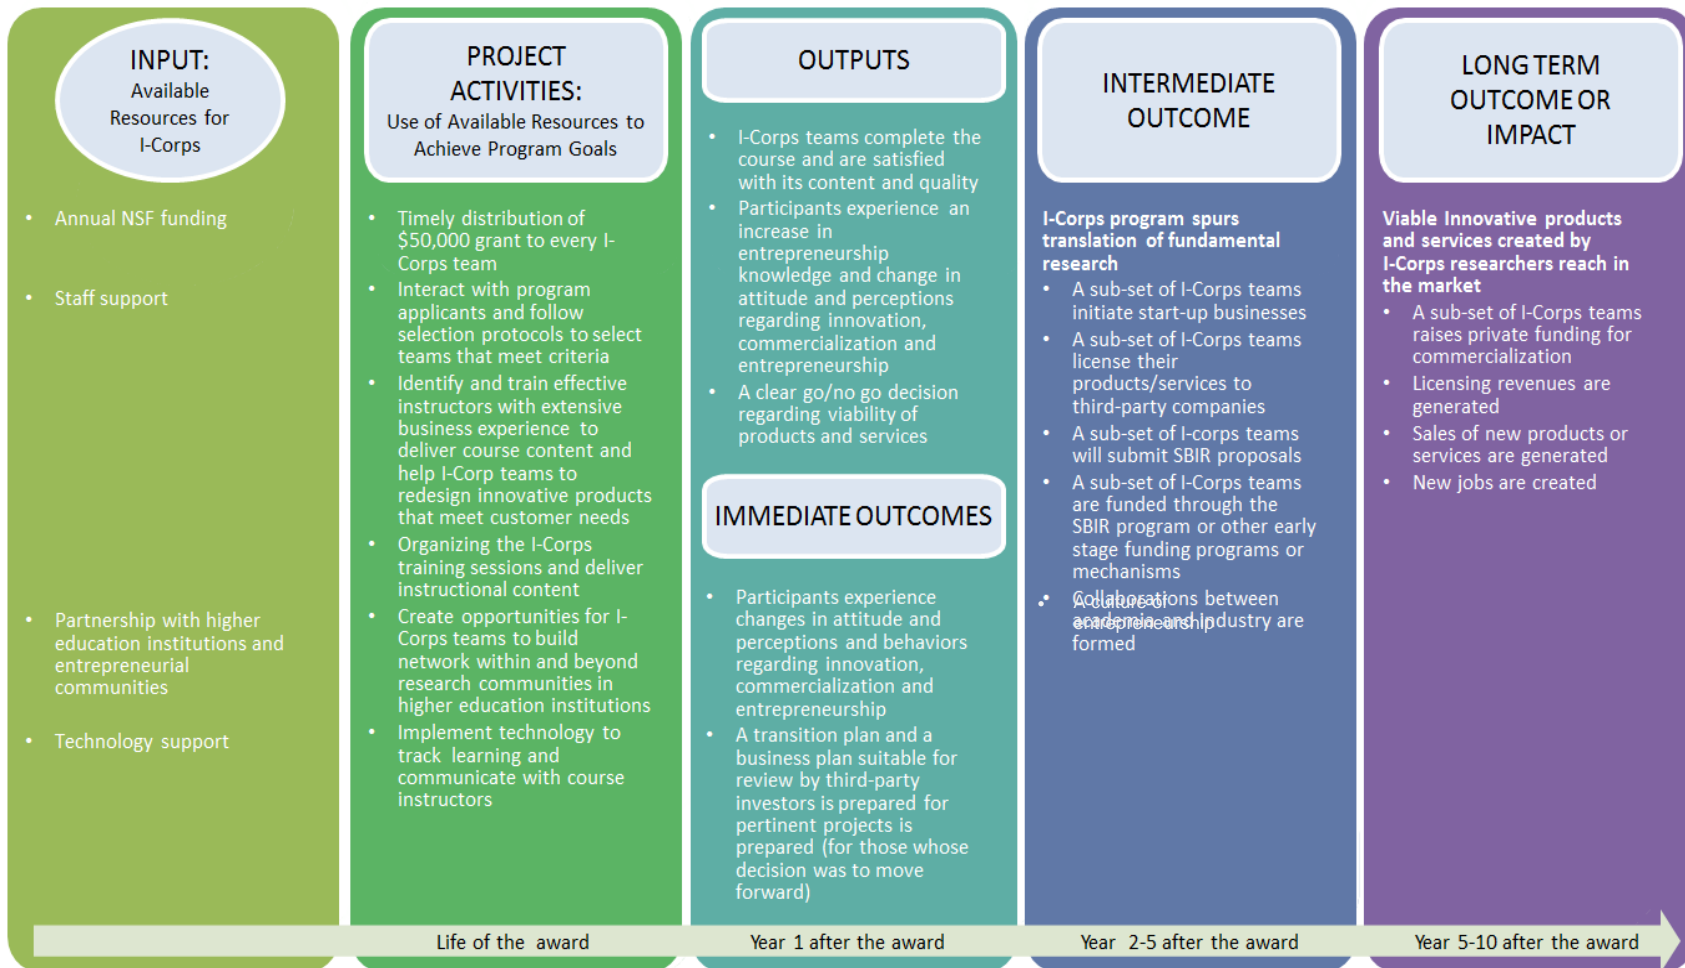 INPUT:
Available
Resources for
I-Corps
• Annual NSF funding
• Staff support
• Partnership with higher
education institutions and
entrepreneurial
communities
• Technology support
PROJECT
ACTIVITIES:
Use of Available Resources to
Achieve Program Goals
• Timely distribution of
$50,000 grant to every I-
Corps team
• Interact with program
applicants and follow
selection protocols to select
teams that meet criteria
• Identify and train effective
instructors with extensive
business experience to
deliver course content and
help I-Corp teams to
redesign innovative products
that meet customer needs
• Organizing the I-Corps
training sessions and deliver
instructional content
• Create opportunities for I-
Corps teams to build
network within and beyond
research communities in
higher education institutions
• Implement technology to
track learning and
communicate with course
instructors
OUTPUTS
• I-Corps teams complete the
course and are satisfied
with its content and quality
• Participants experience an
increase in
entrepreneurship
knowledge and change in
attitude and perceptions
regarding innovation,
commercialization and
entrepreneurship
• A clear go/no go decision
regarding viability of
products and services
IMMEDIATE OUTCOMES
• Participants experience
changes in attitude and
perceptions and behaviors
regarding innovation,
commercialization and
entrepreneurship
• A transition plan and a
business plan suitable for
review by third-party
investors is prepared for
pertinent projects is
prepared (for those whose
decision was to move
forward)
INTERMEDIATE
OUTCOME
I-Corps program spurs
translation of fundamental
research
• A sub-set of I-Corps teams
initiate start-up businesses
• A sub-set of I-Corps teams
license their
products/services to
third-party companies
• A sub-set of I-corps teams
will submit SBIR proposals
• A sub-set of I-Corps teams
are funded through the
SBIR program or other early
stage funding programs or
mechanisms
• Collaborations between
academia and industry are
formed
• A culture of
entrepreneurship
LONG TERM
OUTCOME OR
IMPACT
Viable Innovative products
and services created by
I-Corps researchers reach in
the market
• A sub-set of I-Corps teams
raises private funding for
commercialization
• Licensing revenues are
generated
• Sales of new products or
services are generated
• New jobs are created
Life of the award
Year 1 after the award
Year 2-5 after the award
Year 5-10 after the award